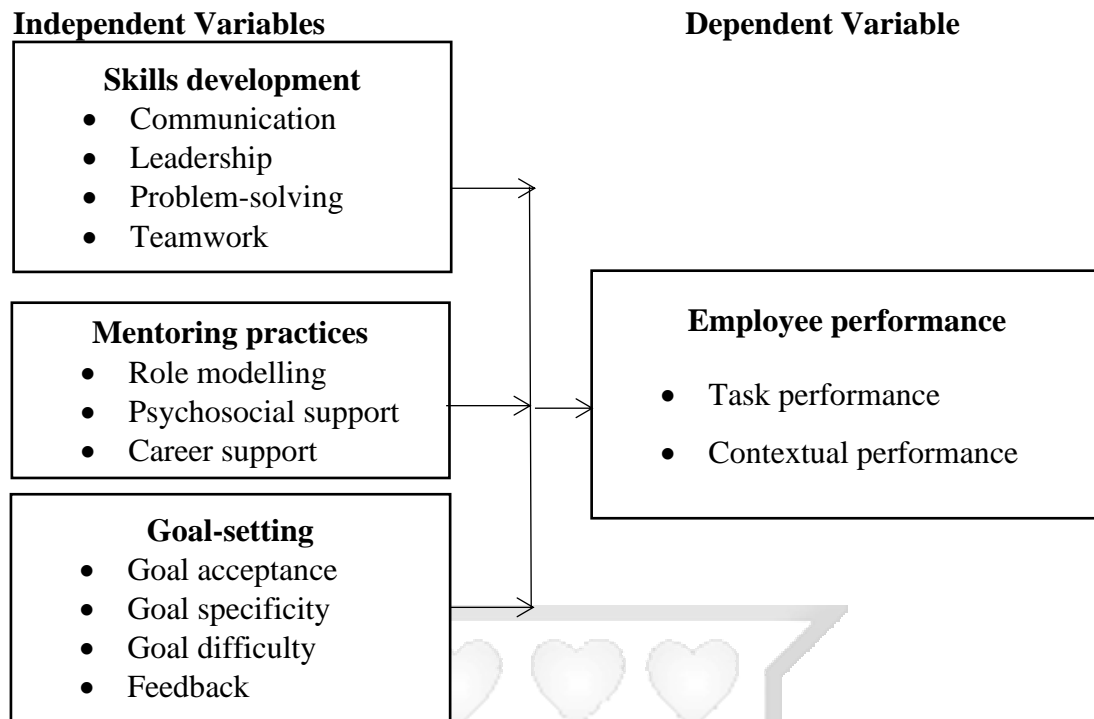 Independent Variables
Dependent Variable
Skills development
• Communication
• Leadership
• Problem-solving
• Teamwork
Mentoring practices
• Role modelling
• Psychosocial support
• Career support
Goal-setting
• Goal acceptance
• Goal specificity
• Goal difficulty
• Feedback
Employee performance
• Task performance
• Contextual performance